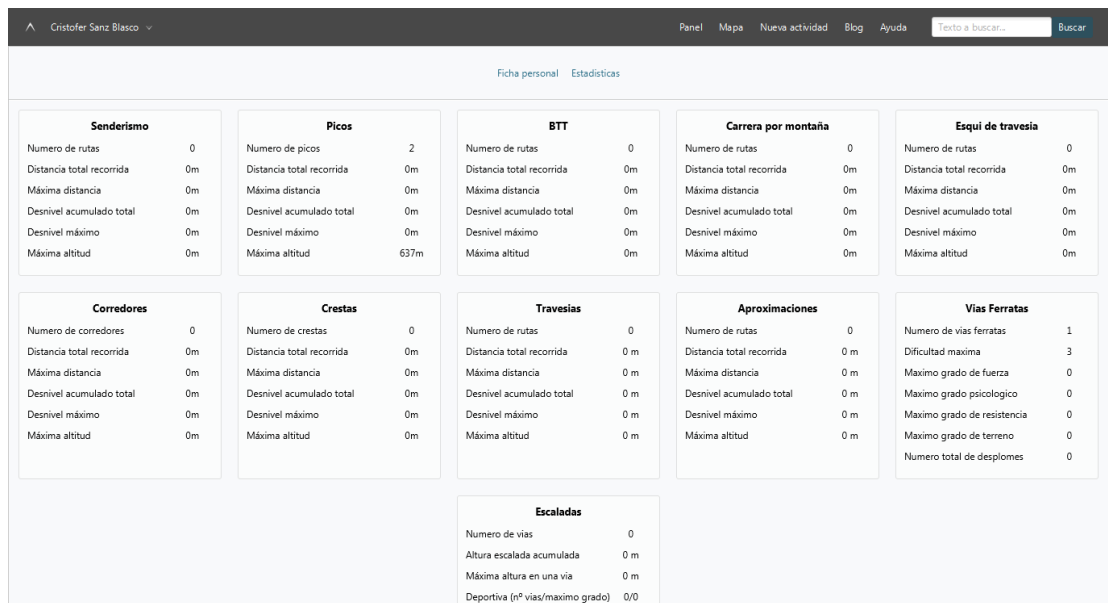 Cristofer Sanz Blasco Panel Mapa Nueva actividad Blog Ayuda Texto a buscar... Buscar
Ficha personal Estadisticas
Senderismo
Numero de rutas 0
Distancia total recorrida 0m
Máxima distancia 0m
Desnivel acumulado total 0m
Desnivel máximo 0m
Máxima altitud 0m
Picos
Numero de picos 2
Distancia total recorrida 0m
Máxima distancia 0m
Desnivel acumulado total 0m
Desnivel máximo 0m
Máxima altitud 637m
BTT
Numero de rutas 0
Distancia total recorrida 0m
Máxima distancia 0m
Desnivel acumulado total 0m
Desnivel máximo 0m
Máxima altitud 0m
Carrera por montaña
Numero de rutas 0
Distancia total recorrida 0m
Máxima distancia 0m
Desnivel acumulado total 0m
Desnivel máximo 0m
Máxima altitud 0m
Esqui de travesia
Numero de rutas 0
Distancia total recorrida 0m
Máxima distancia 0m
Desnivel acumulado total 0m
Desnivel máximo 0m
Máxima altitud 0m
Corredores
Numero de corredores 0
Distancia total recorrida 0m
Máxima distancia 0m
Desnivel acumulado total 0m
Desnivel máximo 0m
Máxima altitud 0m
Crestas
Numero de crestas 0
Distancia total recorrida 0m
Máxima distancia 0m
Desnivel acumulado total 0m
Desnivel máximo 0m
Máxima altitud 0m
Travesias
Numero de rutas 0
Distancia total recorrida 0 m
Máxima distancia 0 m
Desnivel acumulado total 0 m
Desnivel máximo 0 m
Máxima altitud 0 m
Aproximaciones
Numero de rutas 0
Distancia total recorrida 0 m
Máxima distancia 0 m
Desnivel acumulado total 0 m
Desnivel máximo 0 m
Máxima altitud 0 m
Vias Ferratas
Numero de vias ferratas 1
Dificultad maxima 3
Maximo grado de fuerza 0
Maximo grado psicologico 0
Maximo grado de resistencia 0
Maximo grado de terreno 0
Numero total de desplomes 0
Escaladas
Numero de vias 0
Altura escalada acumulada 0 m
Máxima altura en una via 0 m
Deportiva (nº vias/maximo grado) 0/0